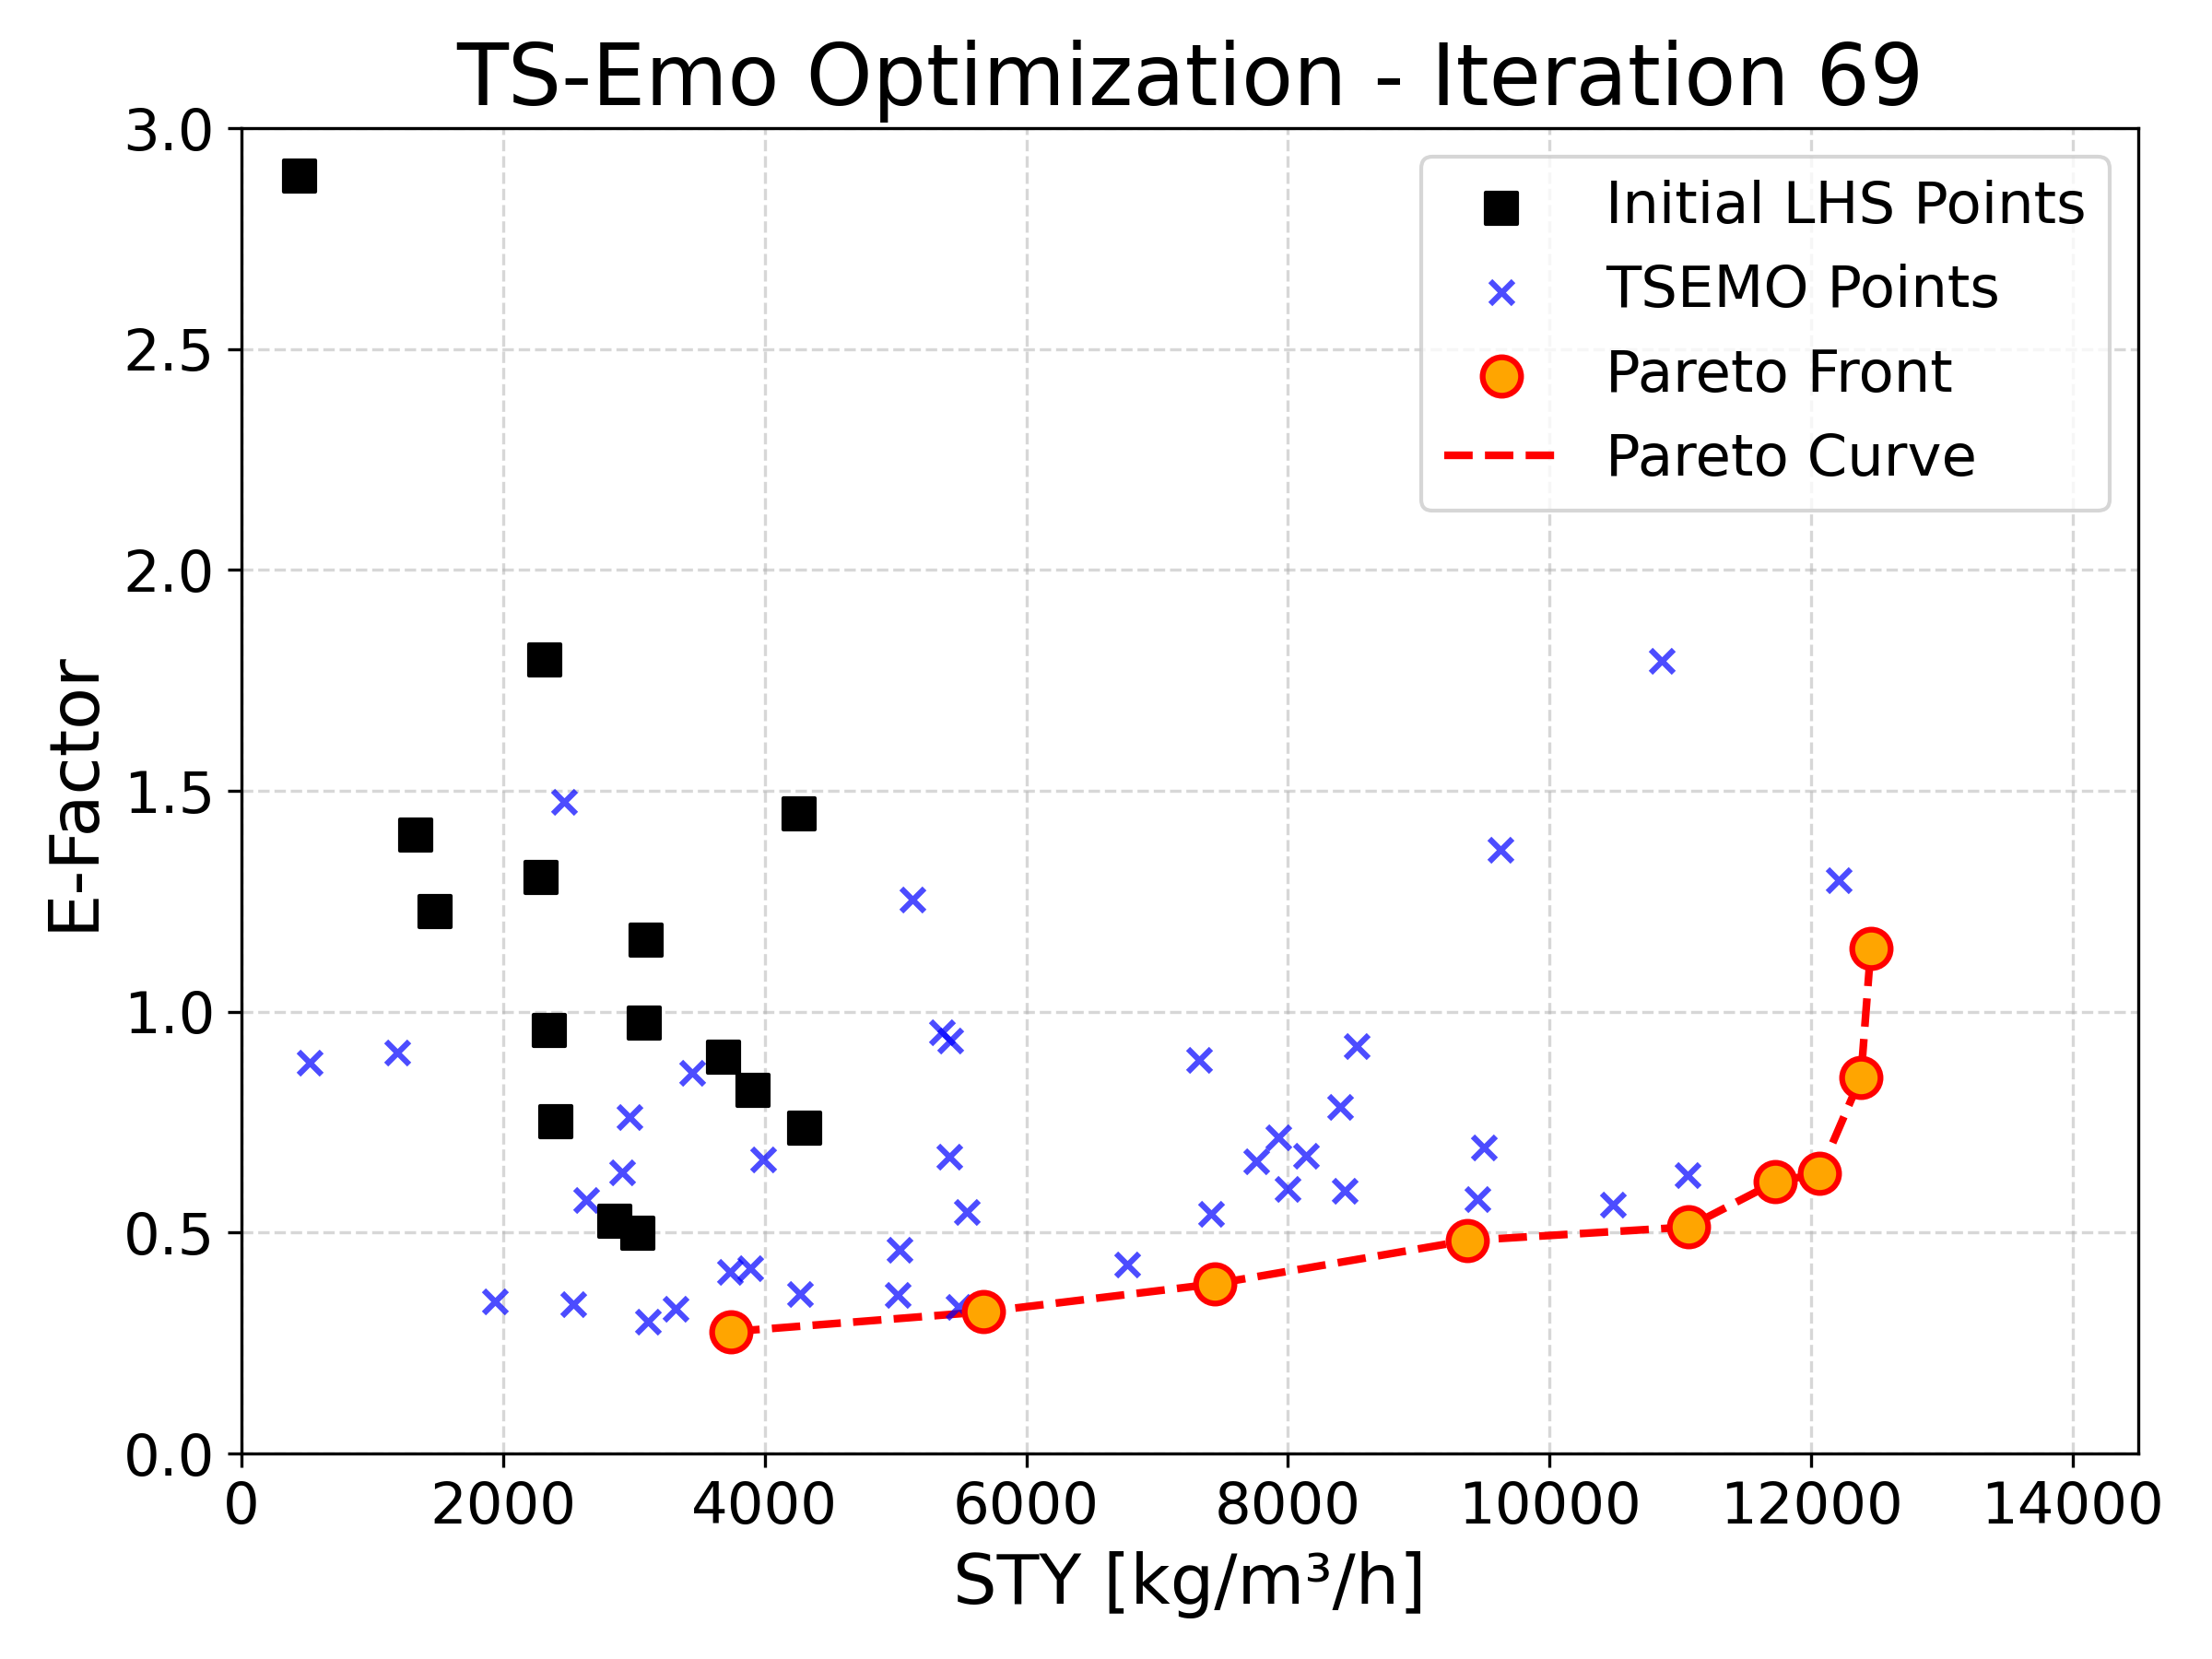 TS-Emo Optimization - Iteration 69
3.0
2.5
2.0
1.5
1.0
0.5
0.0
E-Factor
Initial LHS Points
TSEMO Points
Pareto Front
Pareto Curve
0 2000 4000 6000 8000 10000 12000 14000
STY [kg/m³/h]